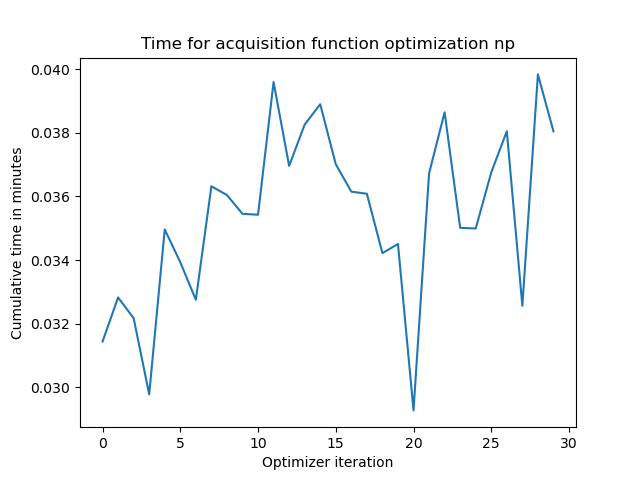 Time for acquisition function optimization np
0.040
0.038
0.036
0.034
0.032
0.030
Cumulative time in minutes
0 5 10 15 20 25 30
Optimizer iteration